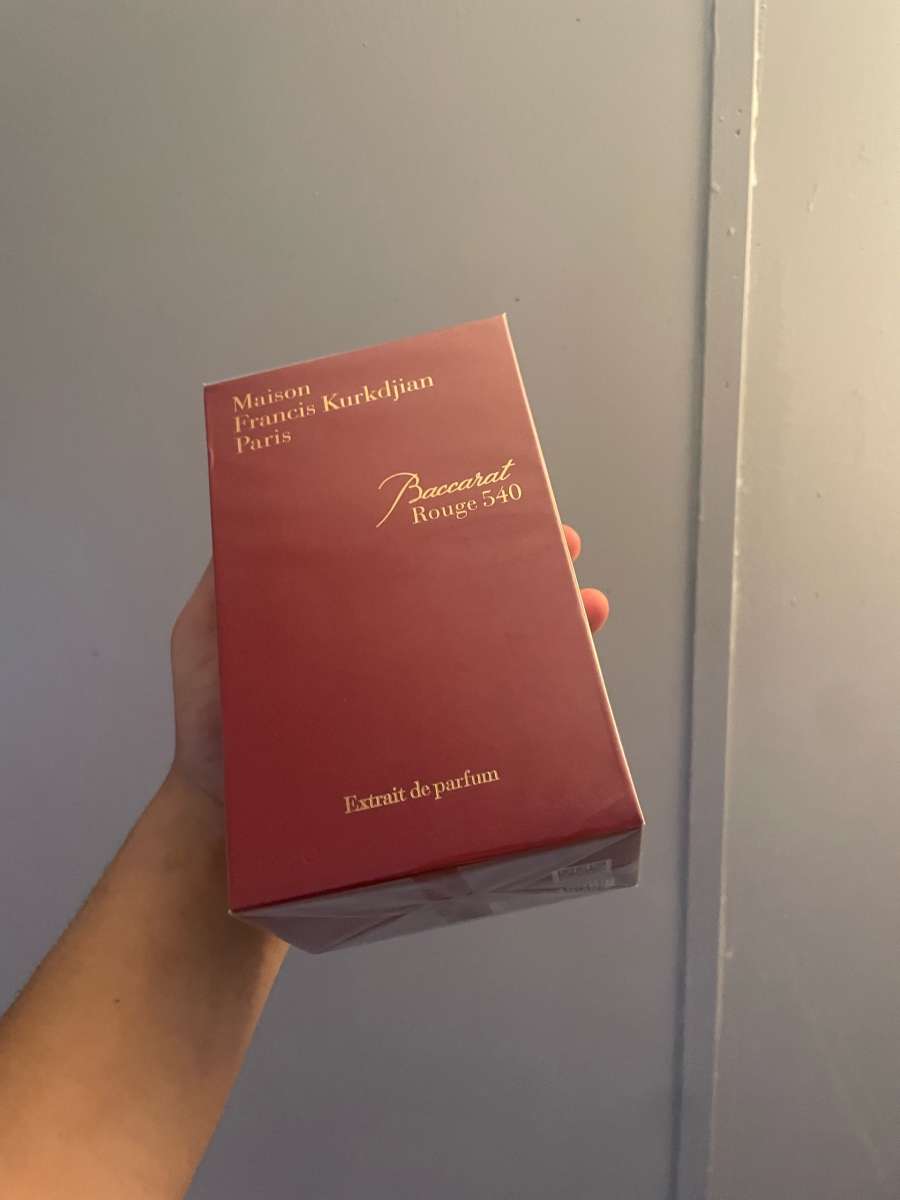 Maison
Francis Kurkdjian
Paris
Baccarat
Rouge 540
Extrait de parfum